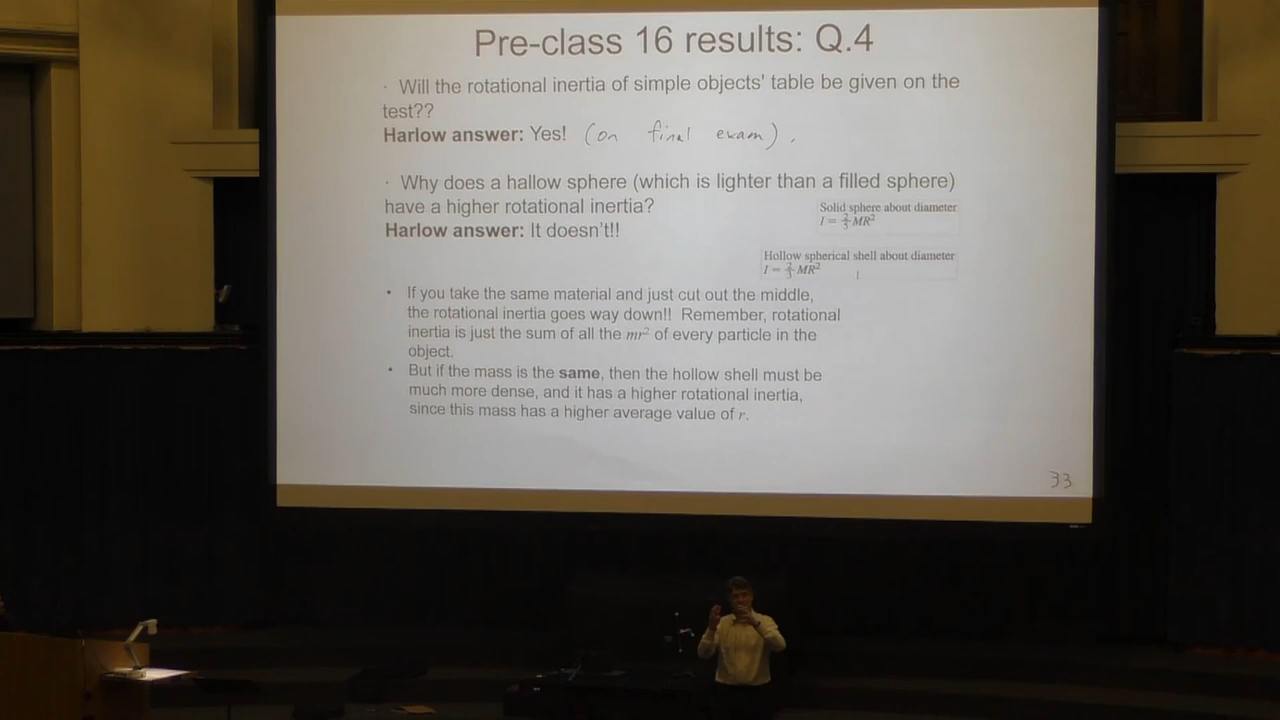 Pre-class 16 results: Q.4
· Will the rotational inertia of simple objects' table be given on the
test??
Harlow answer: Yes! (on final exam).
· Why does a hallow sphere (which is lighter than a filled sphere)
have a higher rotational inertia?
Solid sphere about diameter
I = 2/5 MR²
Harlow answer: It doesn't!!
Hollow spherical shell about diameter
I = 2/3 MR²
• If you take the same material and just cut out the middle,
the rotational inertia goes way down!! Remember, rotational
inertia is just the sum of all the mr² of every particle in the
object.
• But if the mass is the same, then the hollow shell must be
much more dense, and it has a higher rotational inertia,
since this mass has a higher average value of r.
33